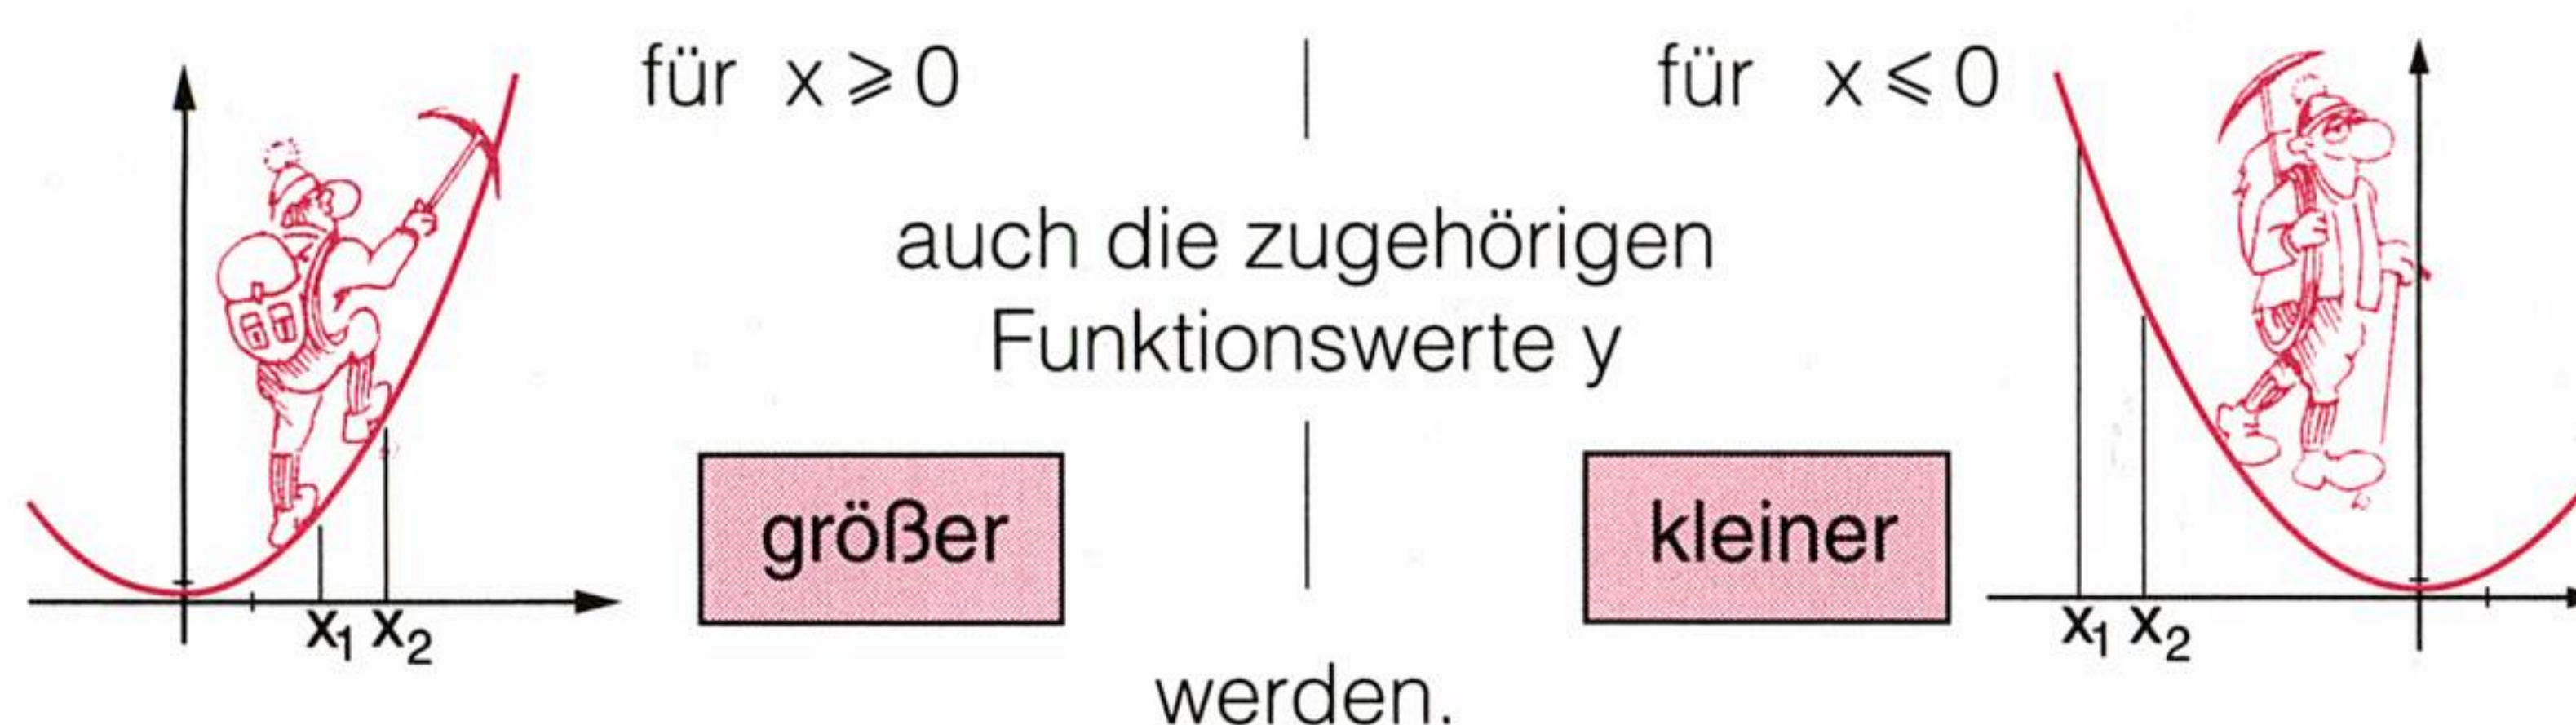 für x ⩾ 0
für x ⩽ 0
auch die zugehörigen
Funktionswerte y
größer
kleiner
werden.
x₁ x₂
x₁ x₂